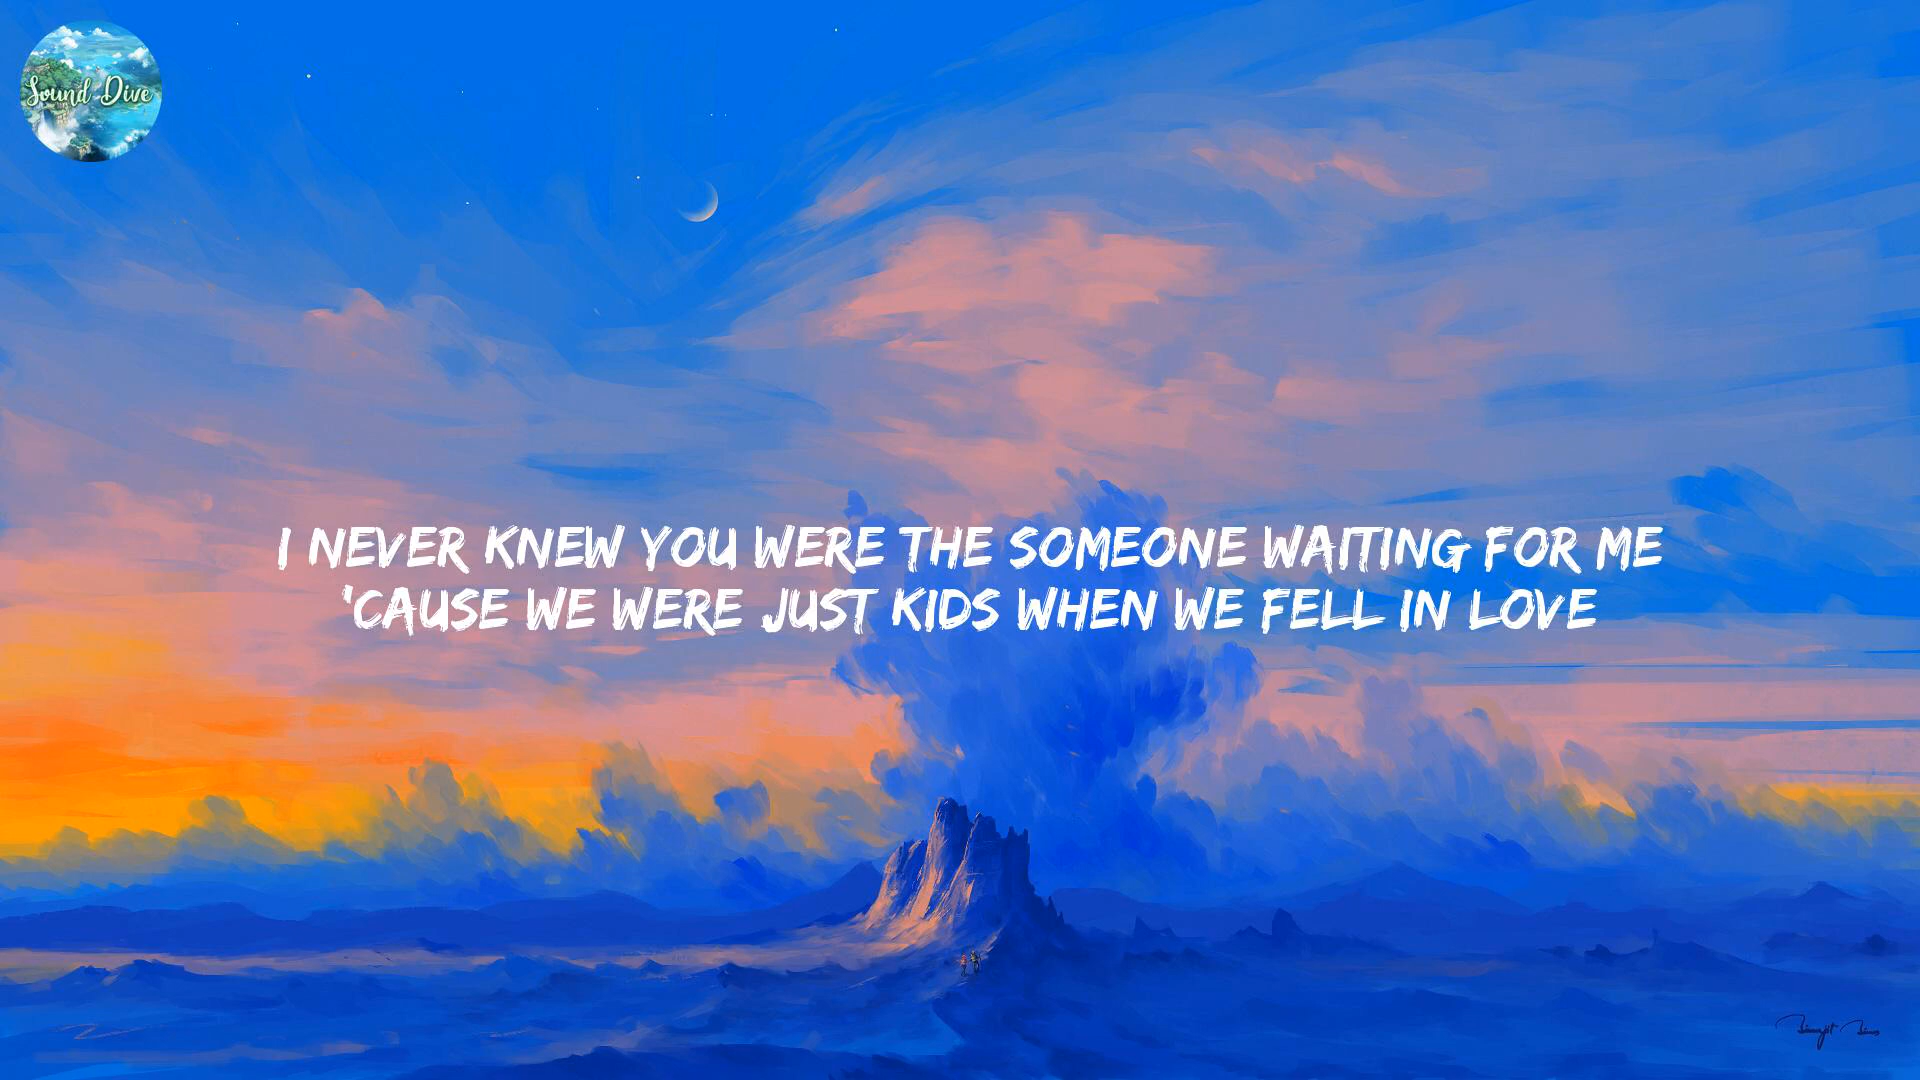 Sound Dive
I NEVER KNEW YOU WERE THE SOMEONE WAITING FOR ME
'CAUSE WE WERE JUST KIDS WHEN WE FELL IN LOVE